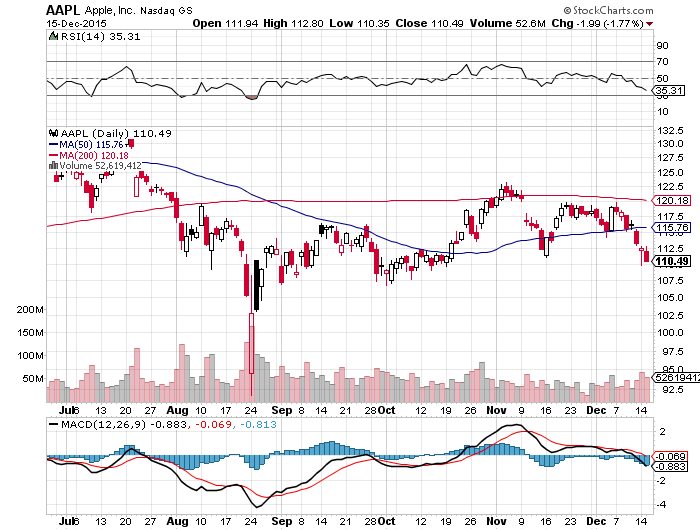 AAPL Apple, Inc. Nasdaq GS © StockCharts.com
15-Dec-2015 Open 111.94 High 112.80 Low 110.35 Close 110.49 Volume 52.6M Chg -1.99 (-1.77%)
RSI(14) 35.31
90
70
50
35.31
30
10
AAPL (Daily) 110.49
MA(50) 115.76
MA(200) 120.18
Volume 52,619,412
132.5
130.0
127.5
125.0
122.5
120.18
117.5
115.76
112.5
110.49
107.5
105.0
102.5
100.0
97.5
95.0
52619412
92.5
200M
150M
100M
50M
Jul 6 13 20 27 Aug 10 17 24 Sep 8 14 21 28 Oct 12 19 26 Nov 9 16 23 Dec 7 14
MACD(12,26,9) -0.883, -0.069, -0.813
2
-0.069
-0.883
-2
-4
Jul 6 13 20 27 Aug 10 17 24 Sep 8 14 21 28 Oct 12 19 26 Nov 9 16 23 Dec 7 14